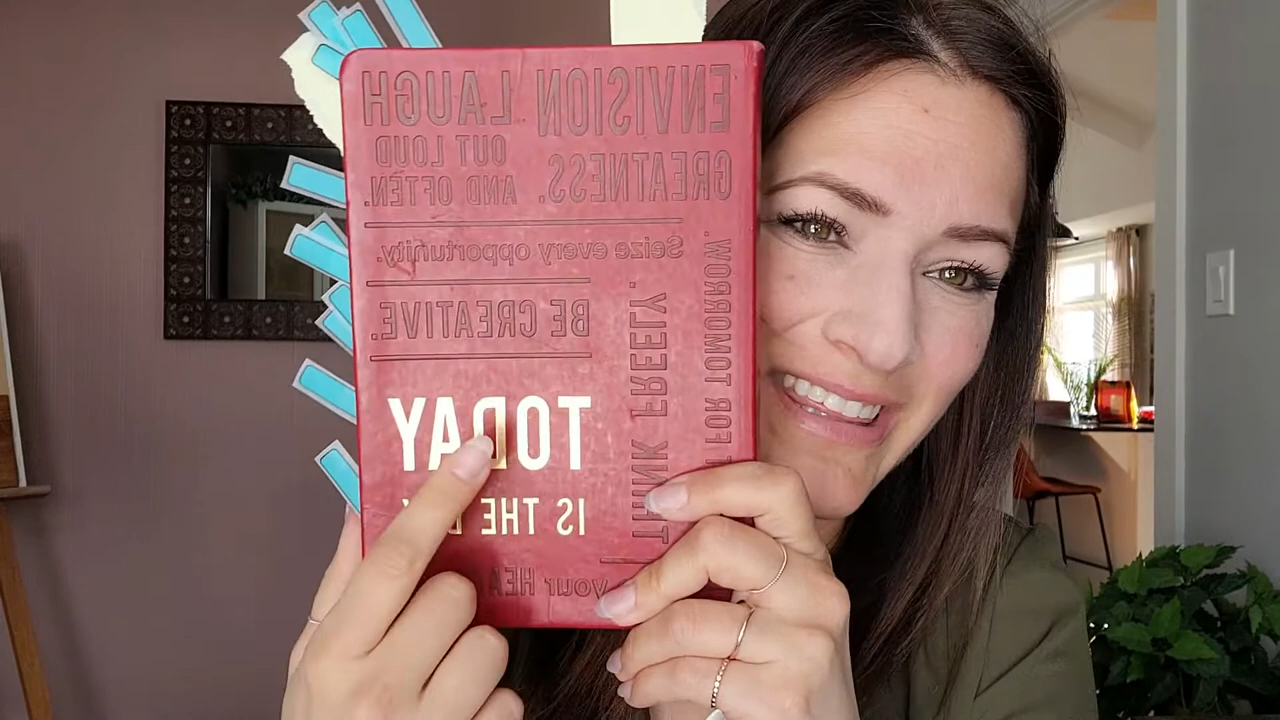 ENVISION
GREATNESS.
LAUGH
OUT LOUD
AND OFTEN.
Seize every opportunity.
BE CREATIVE.
THINK FREELY.
FOR TOMORROW.
TODAY
IS THE
your